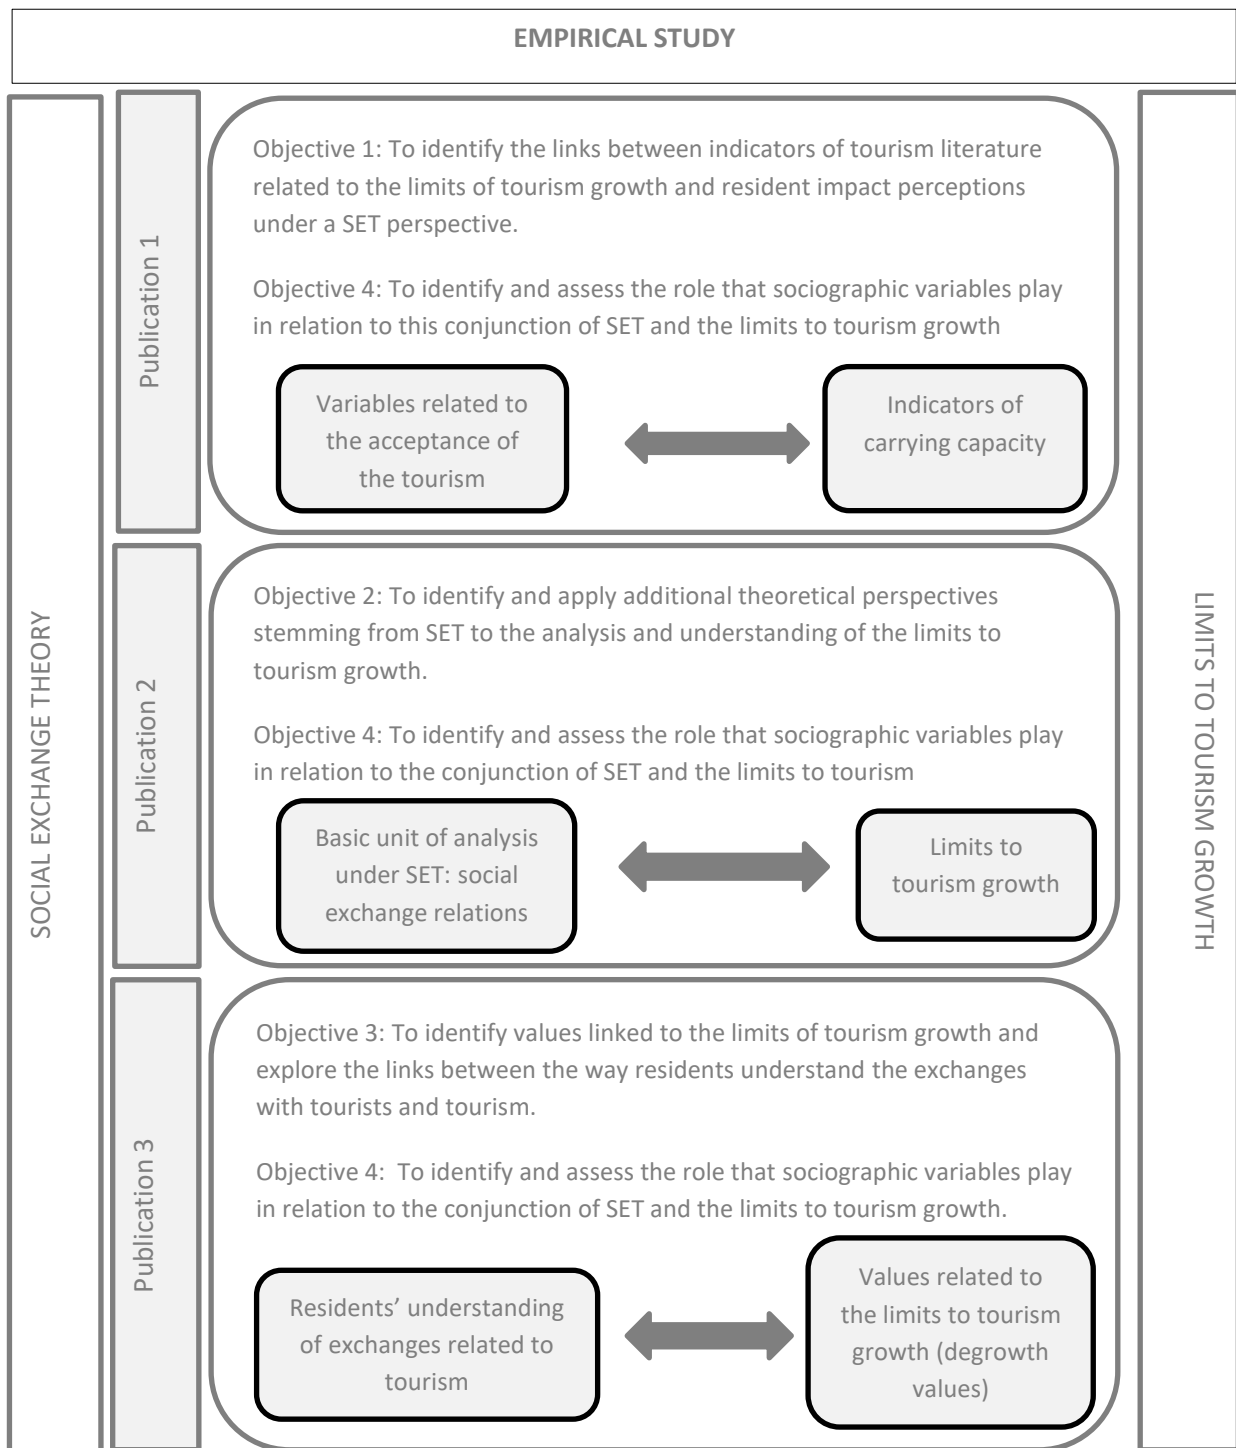 EMPIRICAL STUDY
SOCIAL EXCHANGE THEORY
Publication 1
Objective 1: To identify the links between indicators of tourism literature
related to the limits of tourism growth and resident impact perceptions
under a SET perspective.
Objective 4: To identify and assess the role that sociographic variables play
in relation to this conjunction of SET and the limits to tourism growth
Variables related to
the acceptance of
the tourism
Indicators of
carrying capacity
Publication 2
Objective 2: To identify and apply additional theoretical perspectives
stemming from SET to the analysis and understanding of the limits to
tourism growth.
Objective 4: To identify and assess the role that sociographic variables play
in relation to the conjunction of SET and the limits to tourism
Basic unit of analysis
under SET: social
exchange relations
Limits to
tourism growth
Publication 3
Objective 3: To identify values linked to the limits of tourism growth and
explore the links between the way residents understand the exchanges
with tourists and tourism.
Objective 4:  To identify and assess the role that sociographic variables play
in relation to the conjunction of SET and the limits to tourism growth.
Residents’ understanding
of exchanges related to
tourism
Values related to
the limits to tourism
growth (degrowth
values)
LIMITS TO TOURISM GROWTH